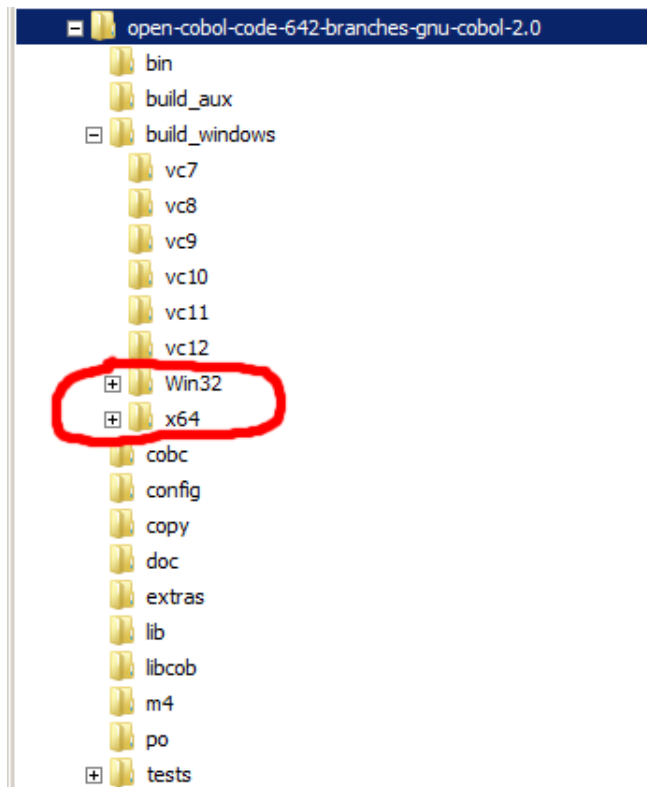 open-cobol-code-642-branches-gnu-cobol-2.0
bin
build_aux
build_windows
vc7
vc8
vc9
vc10
vc11
vc12
Win32
x64
cobc
config
copy
doc
extras
lib
libcob
m4
po
tests